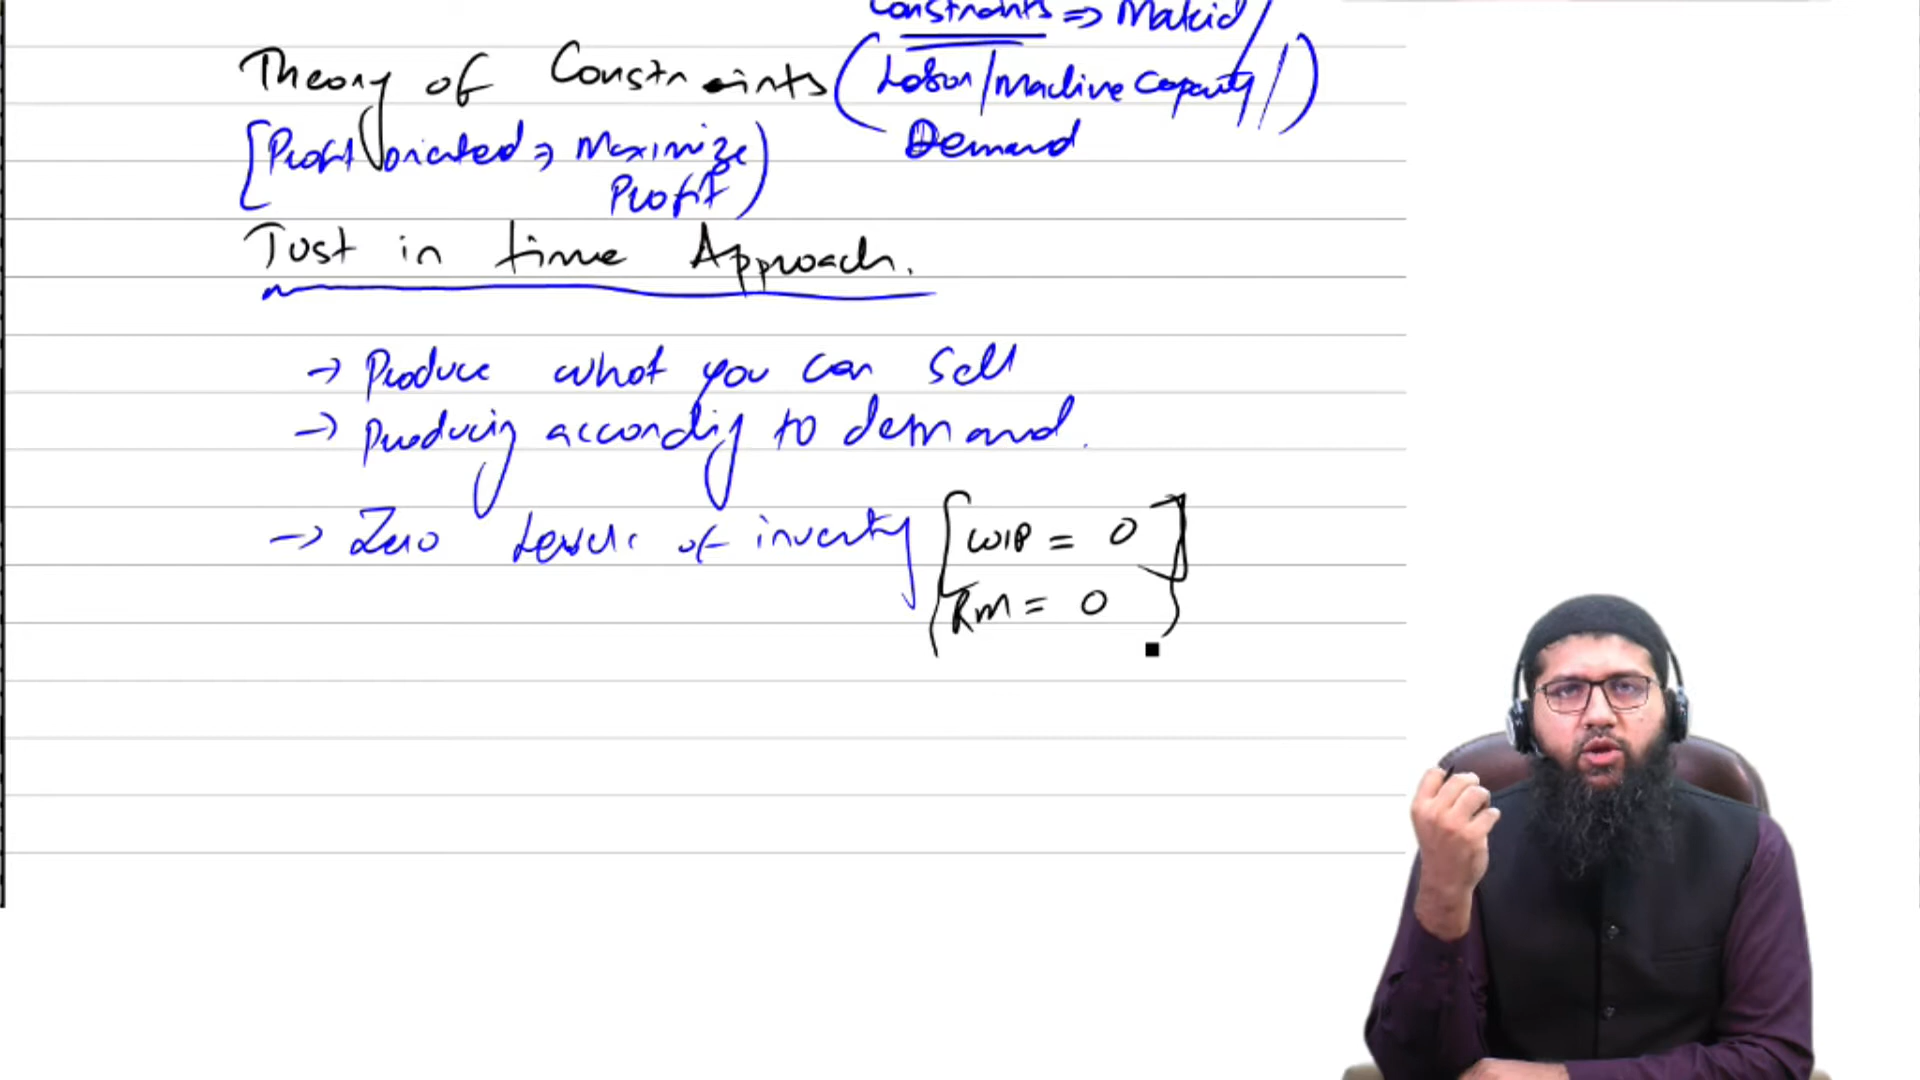 Constraints => Material/
Theory of Constraints (Labor/Machine Capacity/)
Demand
[Profit oriented => Maximize
Profit)
Just in time Approach.
→ Produce what you can Sell
→ producing according to demand.
→ Zero Levels of inventory [WIP = 0]
RM = 0